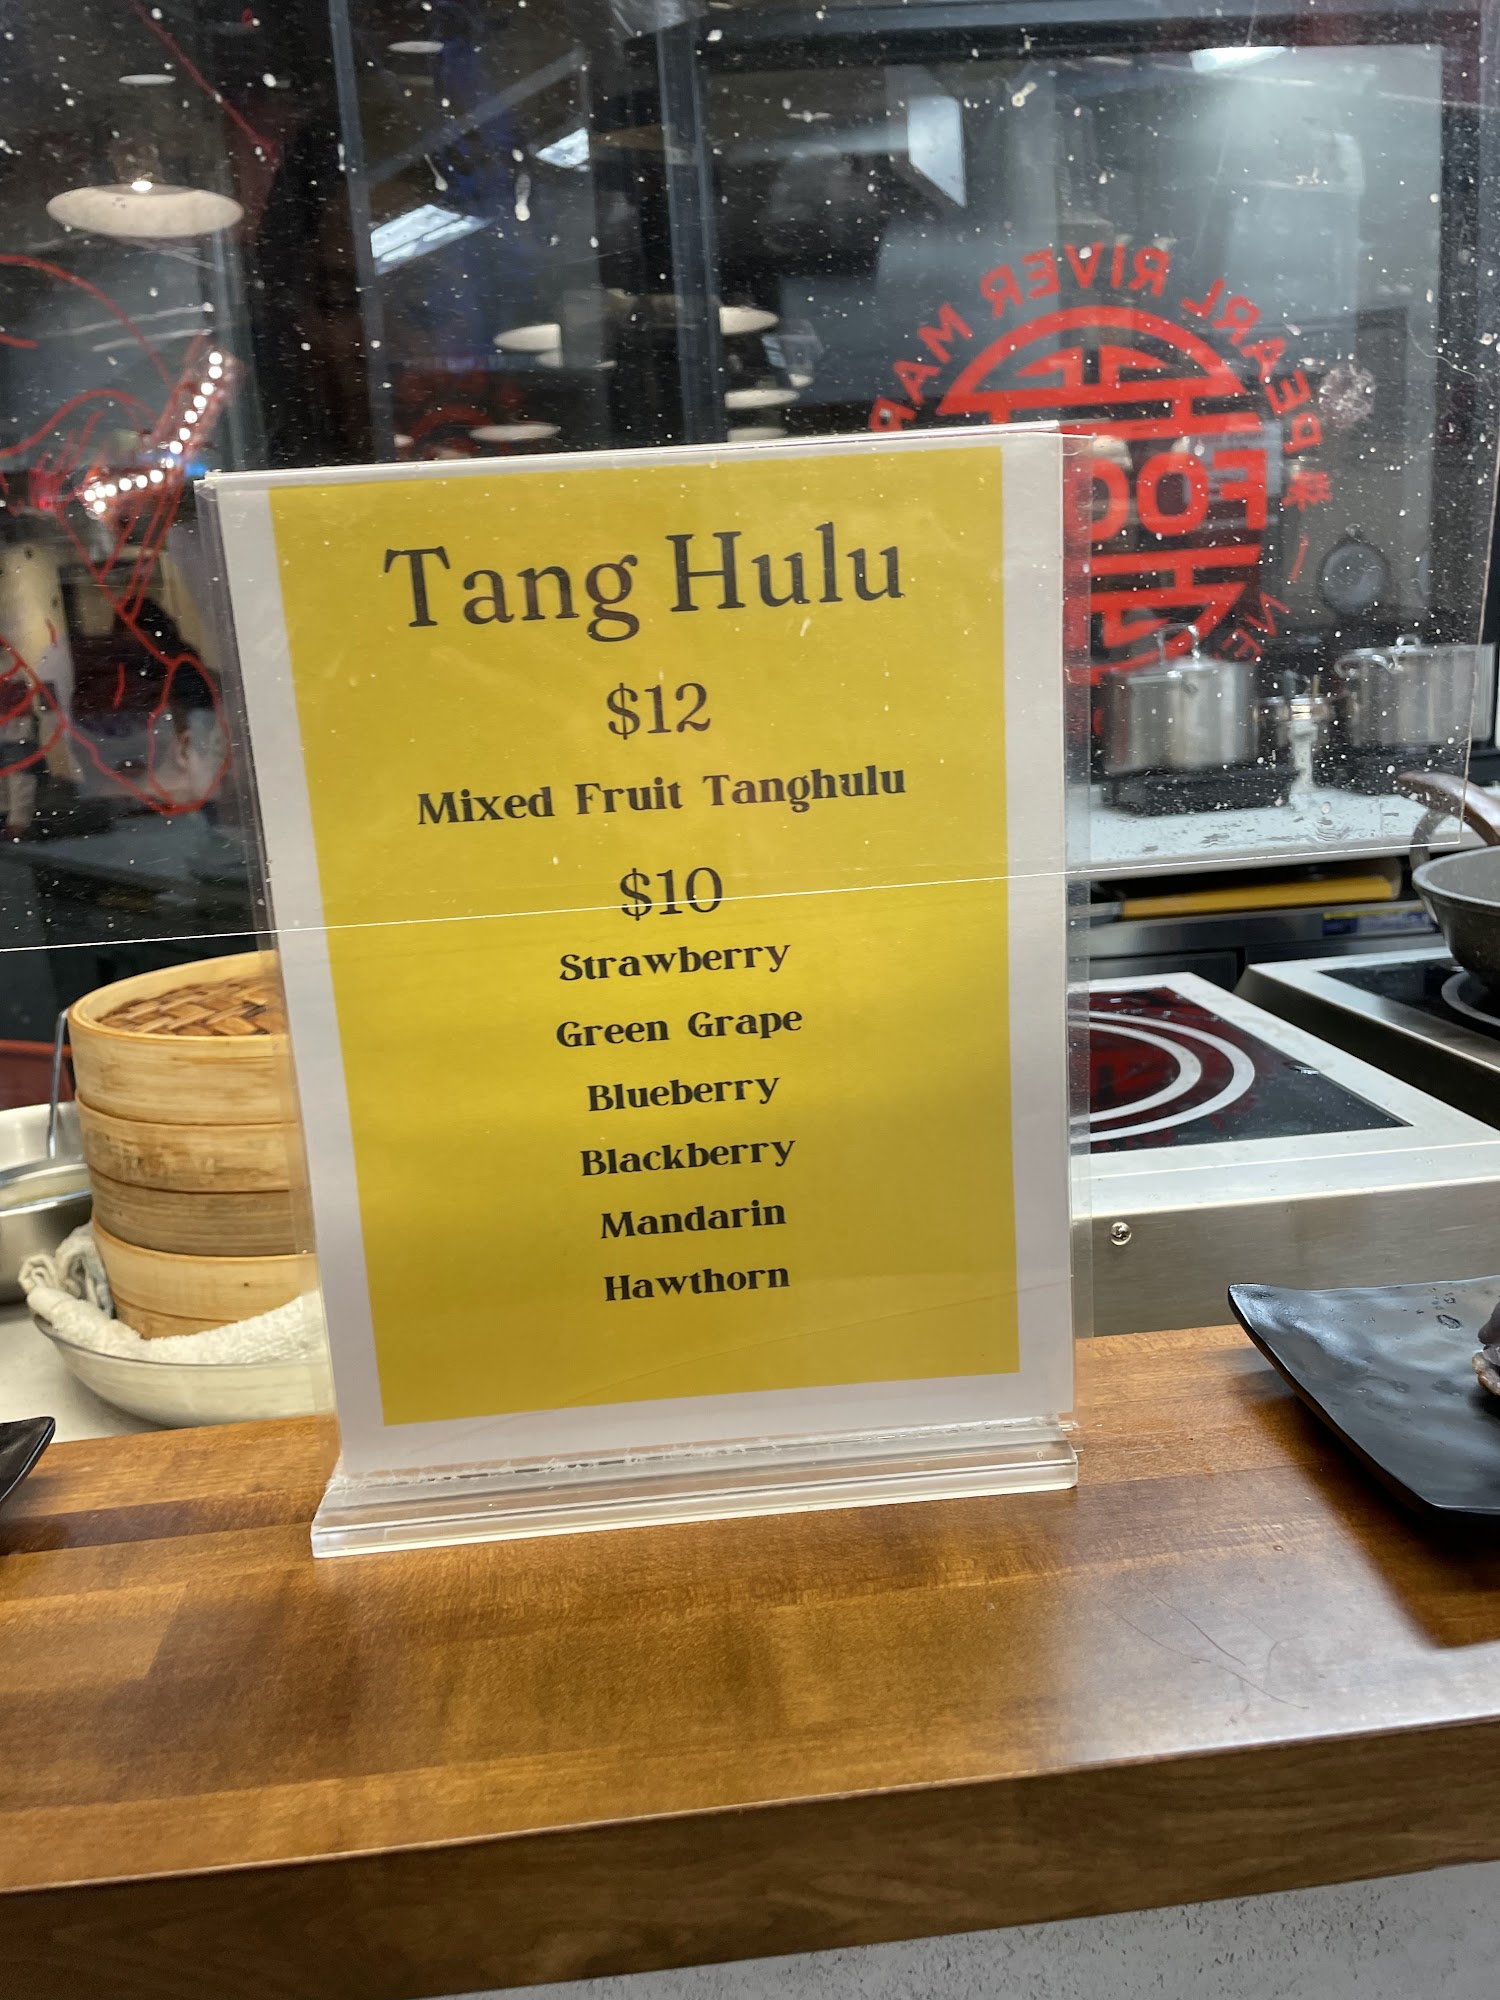 Tang Hulu
$12
Mixed Fruit Tanghulu
$10
Strawberry
Green Grape
Blueberry
Blackberry
Mandarin
Hawthorn
PEARL RIVER MAR
FOO